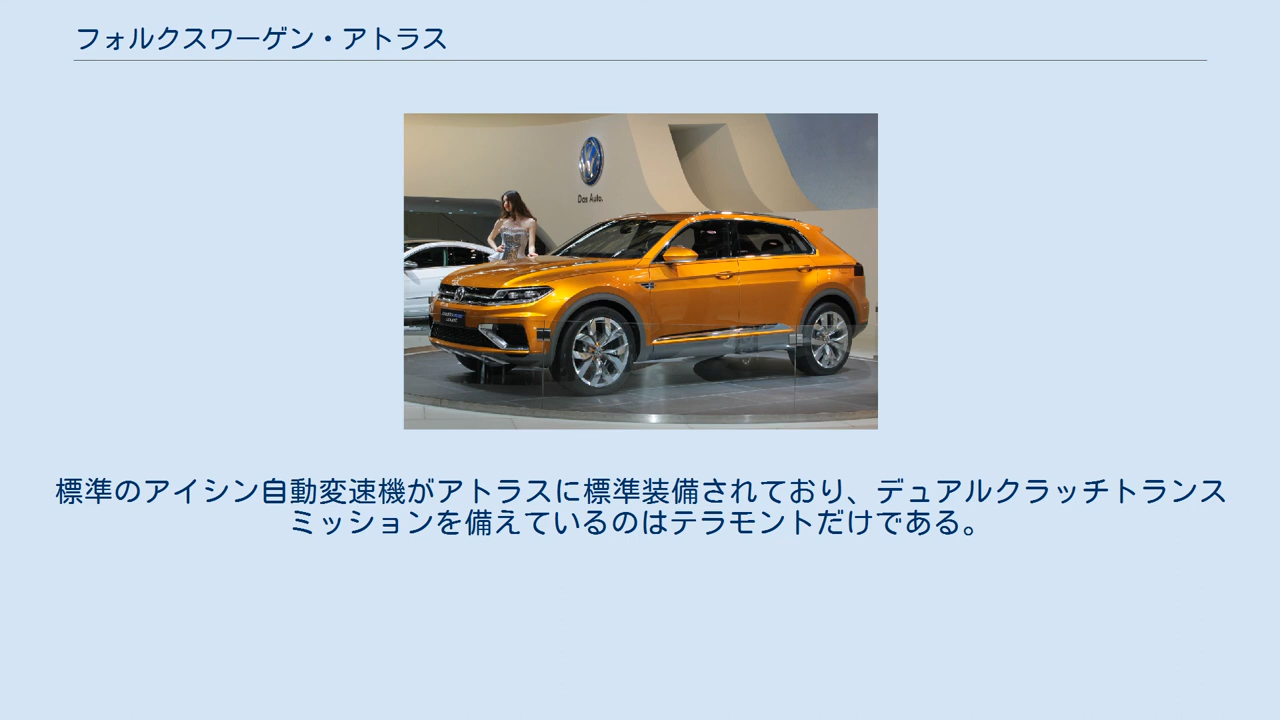 フォルクスワーゲン・アトラス
Das Auto.
標準のアイシン自動変速機がアトラスに標準装備されており、デュアルクラッチトランス
ミッションを備えているのはテラモントだけである。